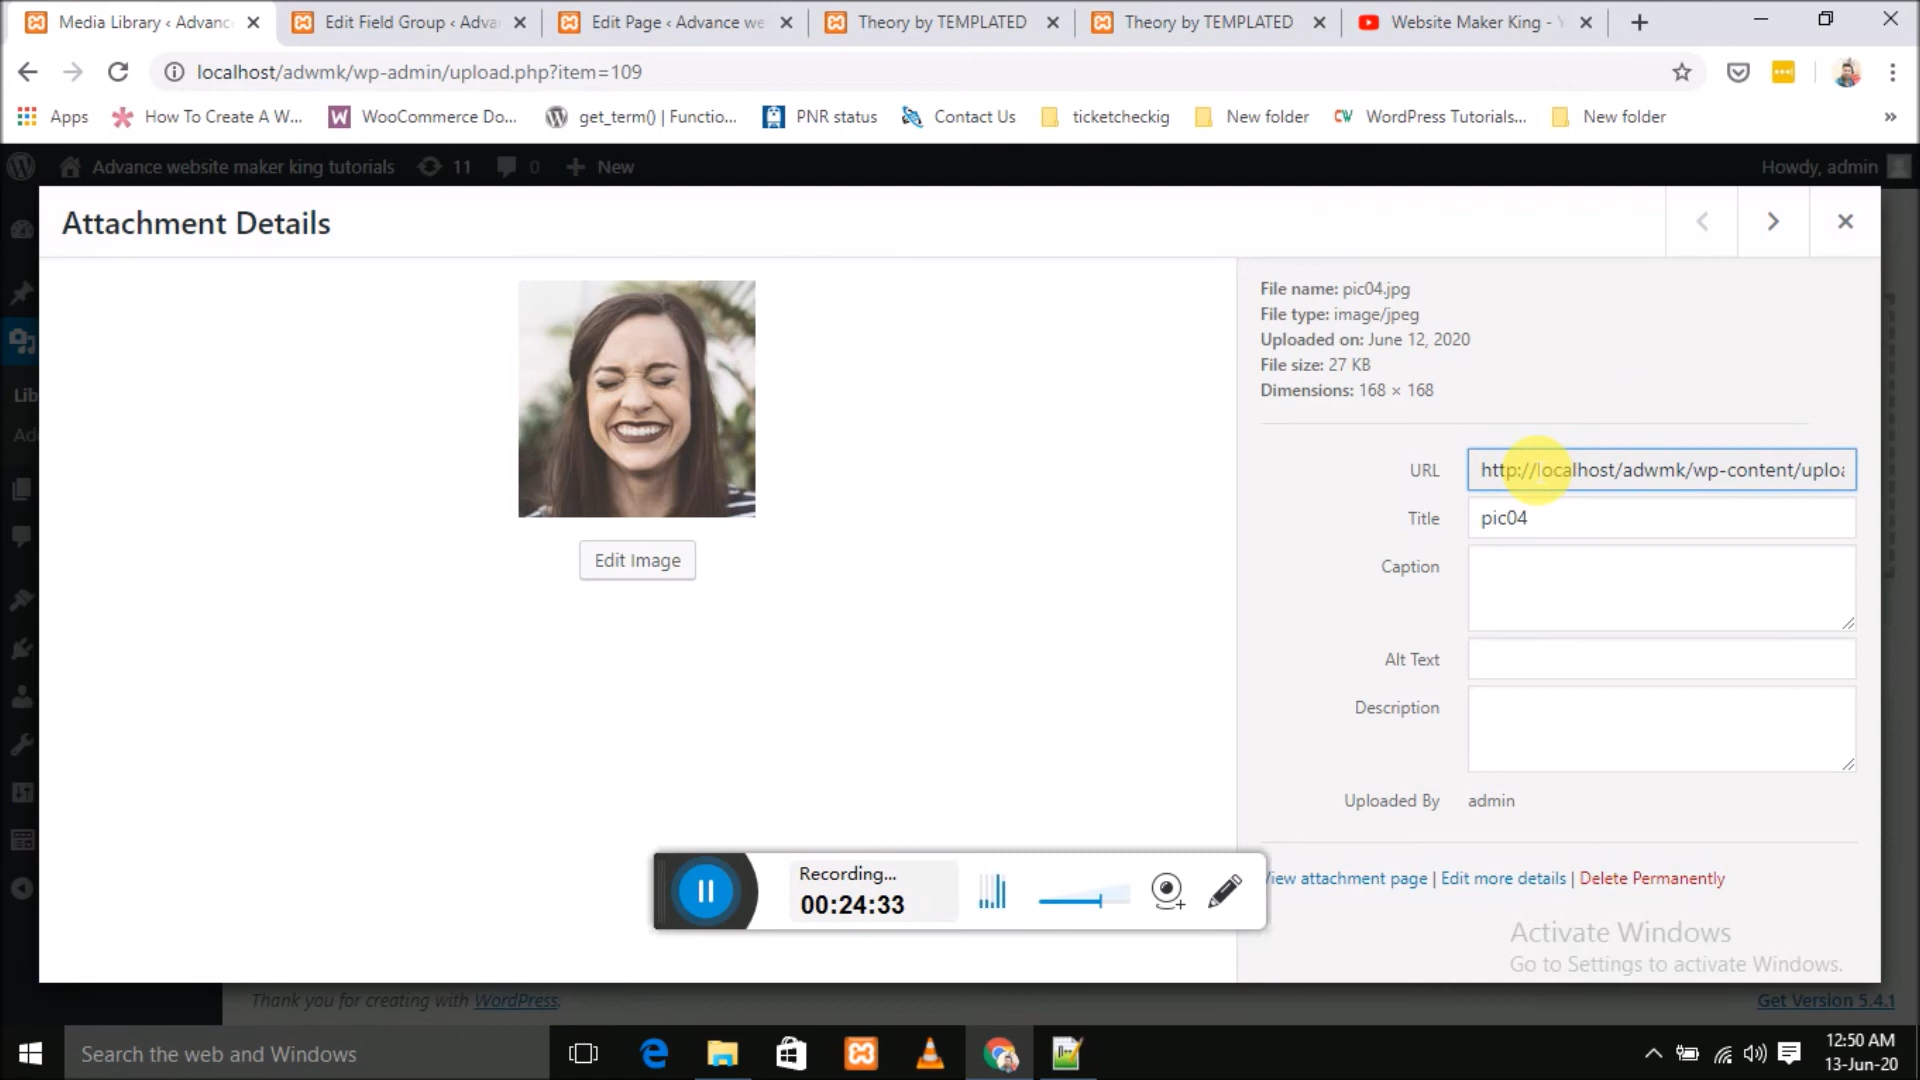 Media Library ‹ Advance
Edit Field Group ‹ Adva
Edit Page ‹ Advance we
Theory by TEMPLATED
Theory by TEMPLATED
Website Maker King - Y
localhost/adwmk/wp-admin/upload.php?item=109
Apps
How To Create A W...
W WooCommerce Do...
get_term() | Functio...
PNR status
Contact Us
ticketcheckig
New folder
CW WordPress Tutorials...
New folder
»
Advance website maker king tutorials
11
0
New
Howdy, admin
Attachment Details
Lib
Ad
File name: pic04.jpg
File type: image/jpeg
Uploaded on: June 12, 2020
File size: 27 KB
Dimensions: 168 × 168
URL http://localhost/adwmk/wp-content/uploa
Title pic04
Caption
Edit Image
Alt Text
Description
Uploaded By admin
View attachment page | Edit more details | Delete Permanently
Recording...
00:24:33
Activate Windows
Go to Settings to activate Windows.
Thank you for creating with WordPress.
Get Version 5.4.1
Search the web and Windows
12:50 AM
13-Jun-20